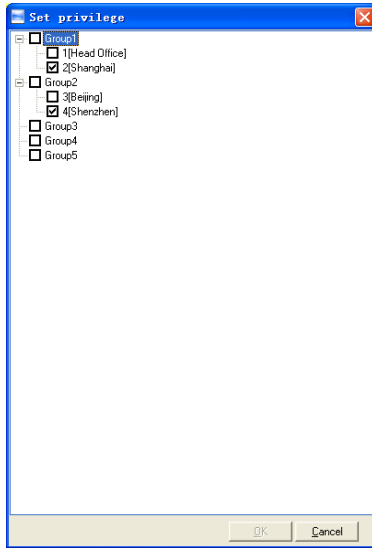 Set privilege
Group1
1[Head Office]
2[Shanghai]
Group2
3[Beijing]
4[Shenzhen]
Group3
Group4
Group5
OK
Cancel